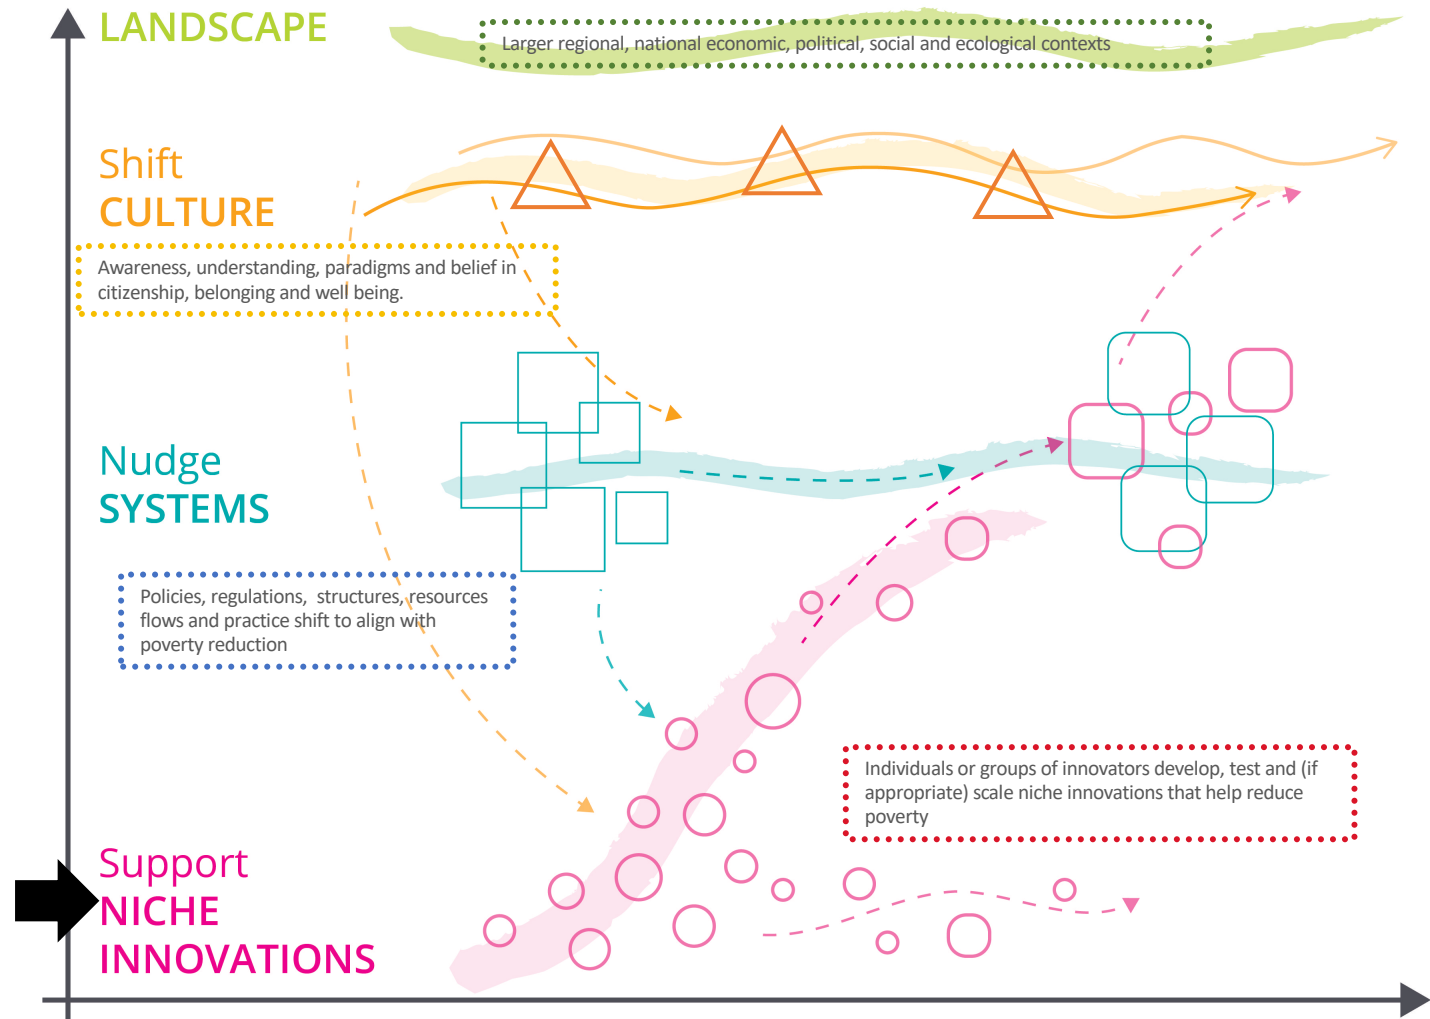 LANDSCAPE
Larger regional, national economic, political, social and ecological contexts
Shift
CULTURE
Awareness, understanding, paradigms and belief in
citizenship, belonging and well being.
Nudge
SYSTEMS
Policies, regulations, structures, resources
flows and practice shift to align with
poverty reduction
Individuals or groups of innovators develop, test and (if
appropriate) scale niche innovations that help reduce
poverty
Support
NICHE
INNOVATIONS